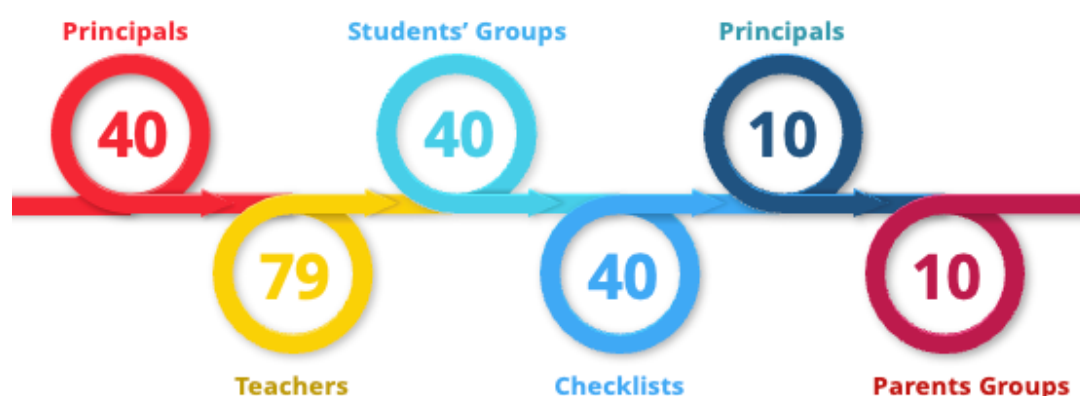 Principals
40
79
Teachers
Students’ Groups
40
40
Checklists
Principals
10
10
Parents Groups